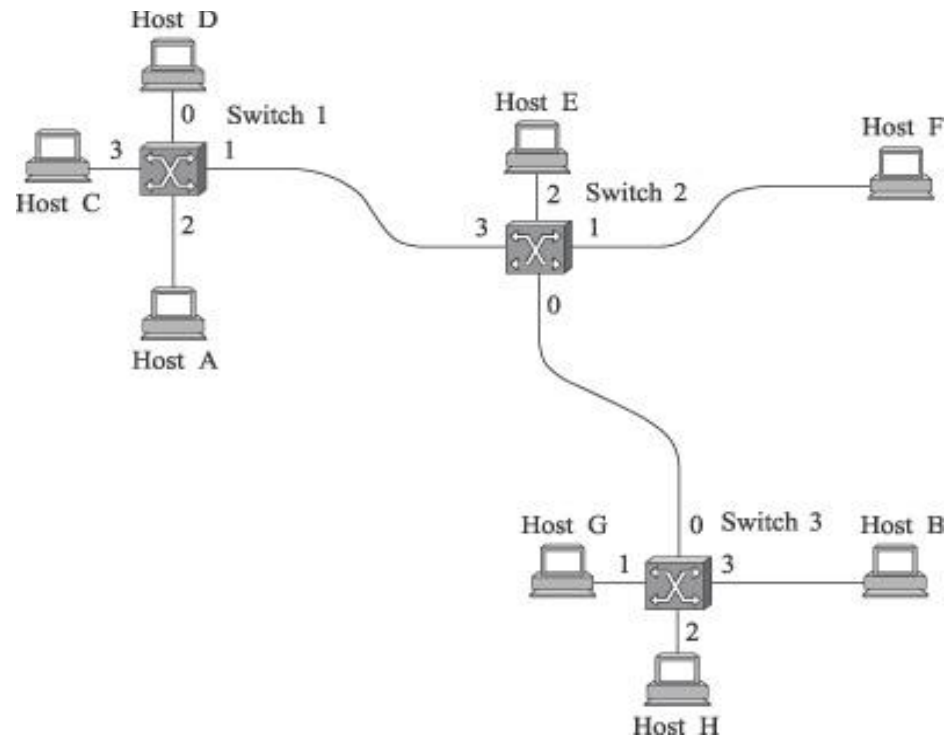 Host D
0
Switch 1
3
1
Host C
2
Host A
Host E
2
Switch 2
3
1
0
Host F
0
Switch 3
Host G
1
3
Host B
2
Host H